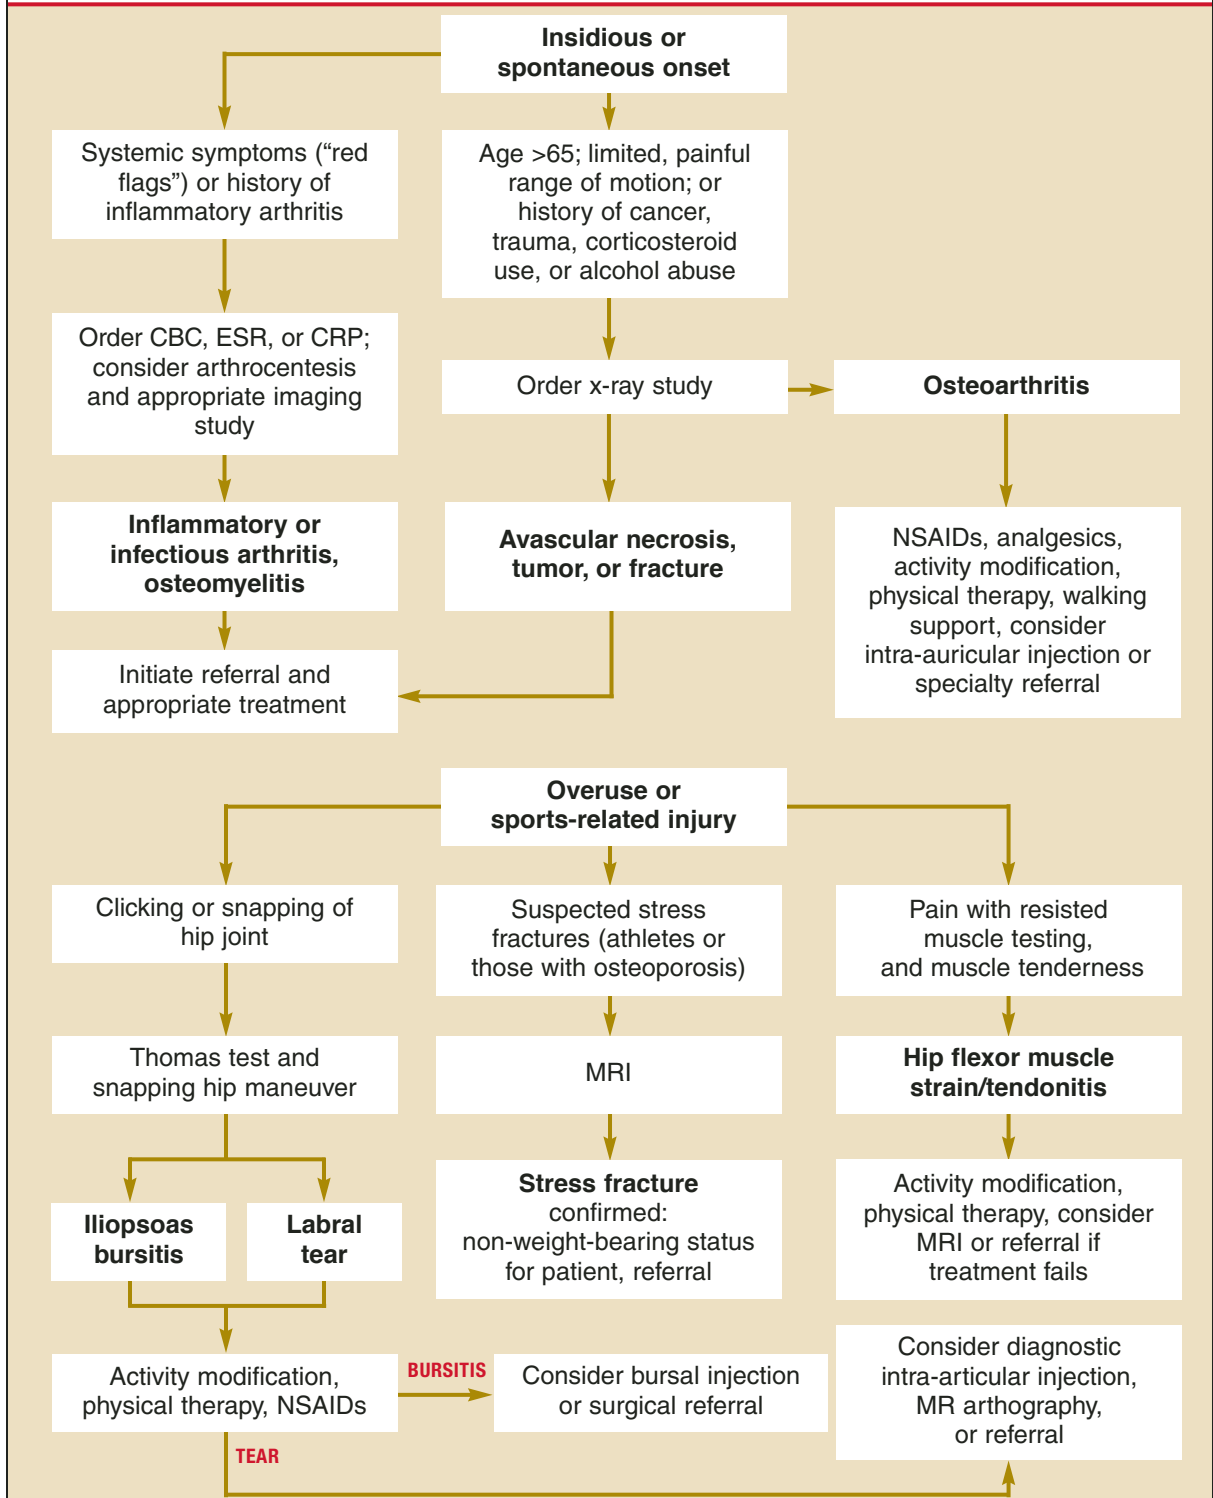 Insidious or
spontaneous onset
Systemic symptoms (“red
flags”) or history of
inflammatory arthritis
Age >65; limited, painful
range of motion; or
history of cancer,
trauma, corticosteroid
use, or alcohol abuse
Order CBC, ESR, or CRP;
consider arthrocentesis
and appropriate imaging
study
Order x-ray study
Osteoarthritis
Inflammatory or
infectious arthritis,
osteomyelitis
Avascular necrosis,
tumor, or fracture
NSAIDs, analgesics,
activity modification,
physical therapy, walking
support, consider
intra-auricular injection or
specialty referral
Initiate referral and
appropriate treatment
Overuse or
sports-related injury
Clicking or snapping of
hip joint
Suspected stress
fractures (athletes or
those with osteoporosis)
Pain with resisted
muscle testing,
and muscle tenderness
Thomas test and
snapping hip maneuver
MRI
Hip flexor muscle
strain/tendonitis
Iliopsoas
bursitis
Labral
tear
Stress fracture
confirmed:
non-weight-bearing status
for patient, referral
Activity modification,
physical therapy, consider
MRI or referral if
treatment fails
Activity modification,
physical therapy, NSAIDs
BURSITIS
Consider bursal injection
or surgical referral
Consider diagnostic
intra-articular injection,
MR arthography,
or referral
TEAR